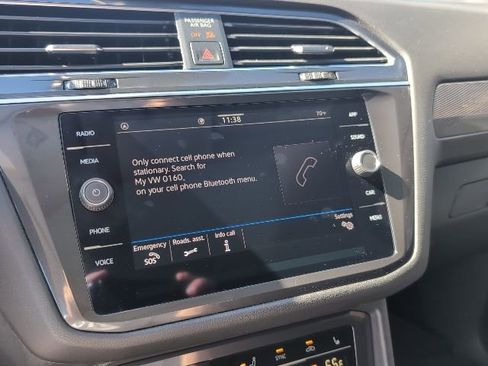 PASSENGER
AIR BAG
OFF
RADIO
MEDIA
PHONE
VOICE
11:38
70°F
APP
SOUND
CAR
MENU
Only connect cell phone when
stationary. Search for
My VW 0160,
on your cell phone Bluetooth menu.
Settings
Emergency
SOS
Roads. asst.
Info call
i
SYNC